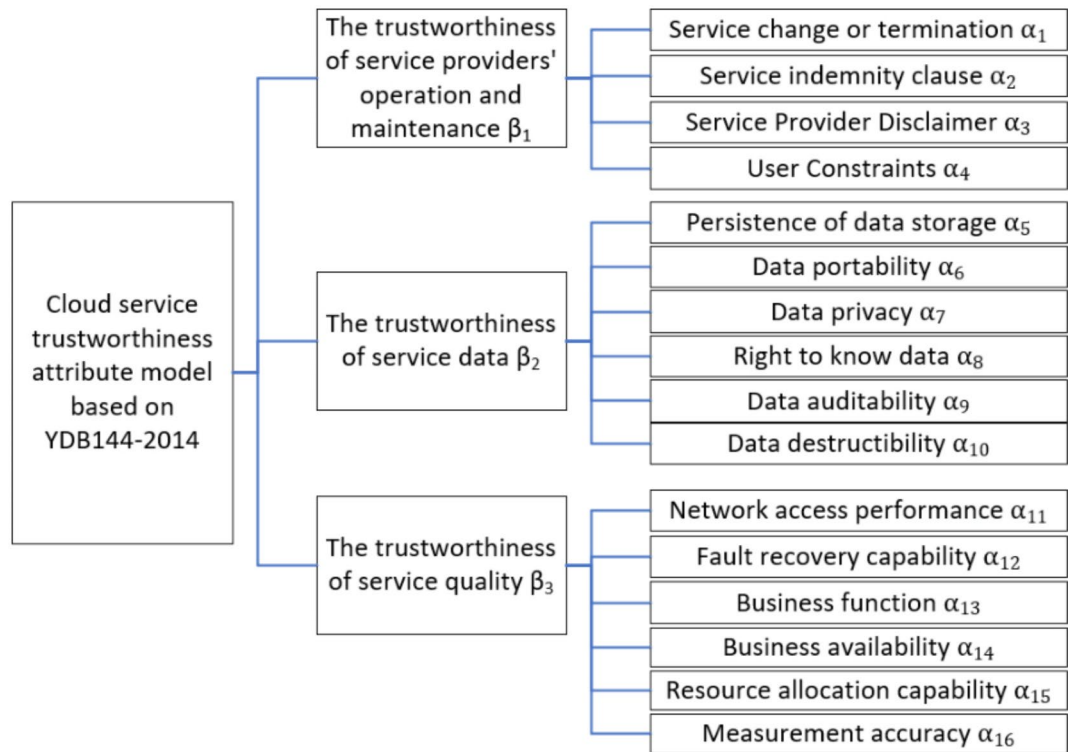 Cloud service
trustworthiness
attribute model
based on
YDB144-2014
The trustworthiness
of service providers'
operation and
maintenance β₁
Service change or termination α₁
Service indemnity clause α₂
Service Provider Disclaimer α₃
User Constraints α₄
The trustworthiness
of service data β₂
Persistence of data storage α₅
Data portability α₆
Data privacy α₇
Right to know data α₈
Data auditability α₉
Data destructibility α₁₀
The trustworthiness
of service quality β₃
Network access performance α₁₁
Fault recovery capability α₁₂
Business function α₁₃
Business availability α₁₄
Resource allocation capability α₁₅
Measurement accuracy α₁₆